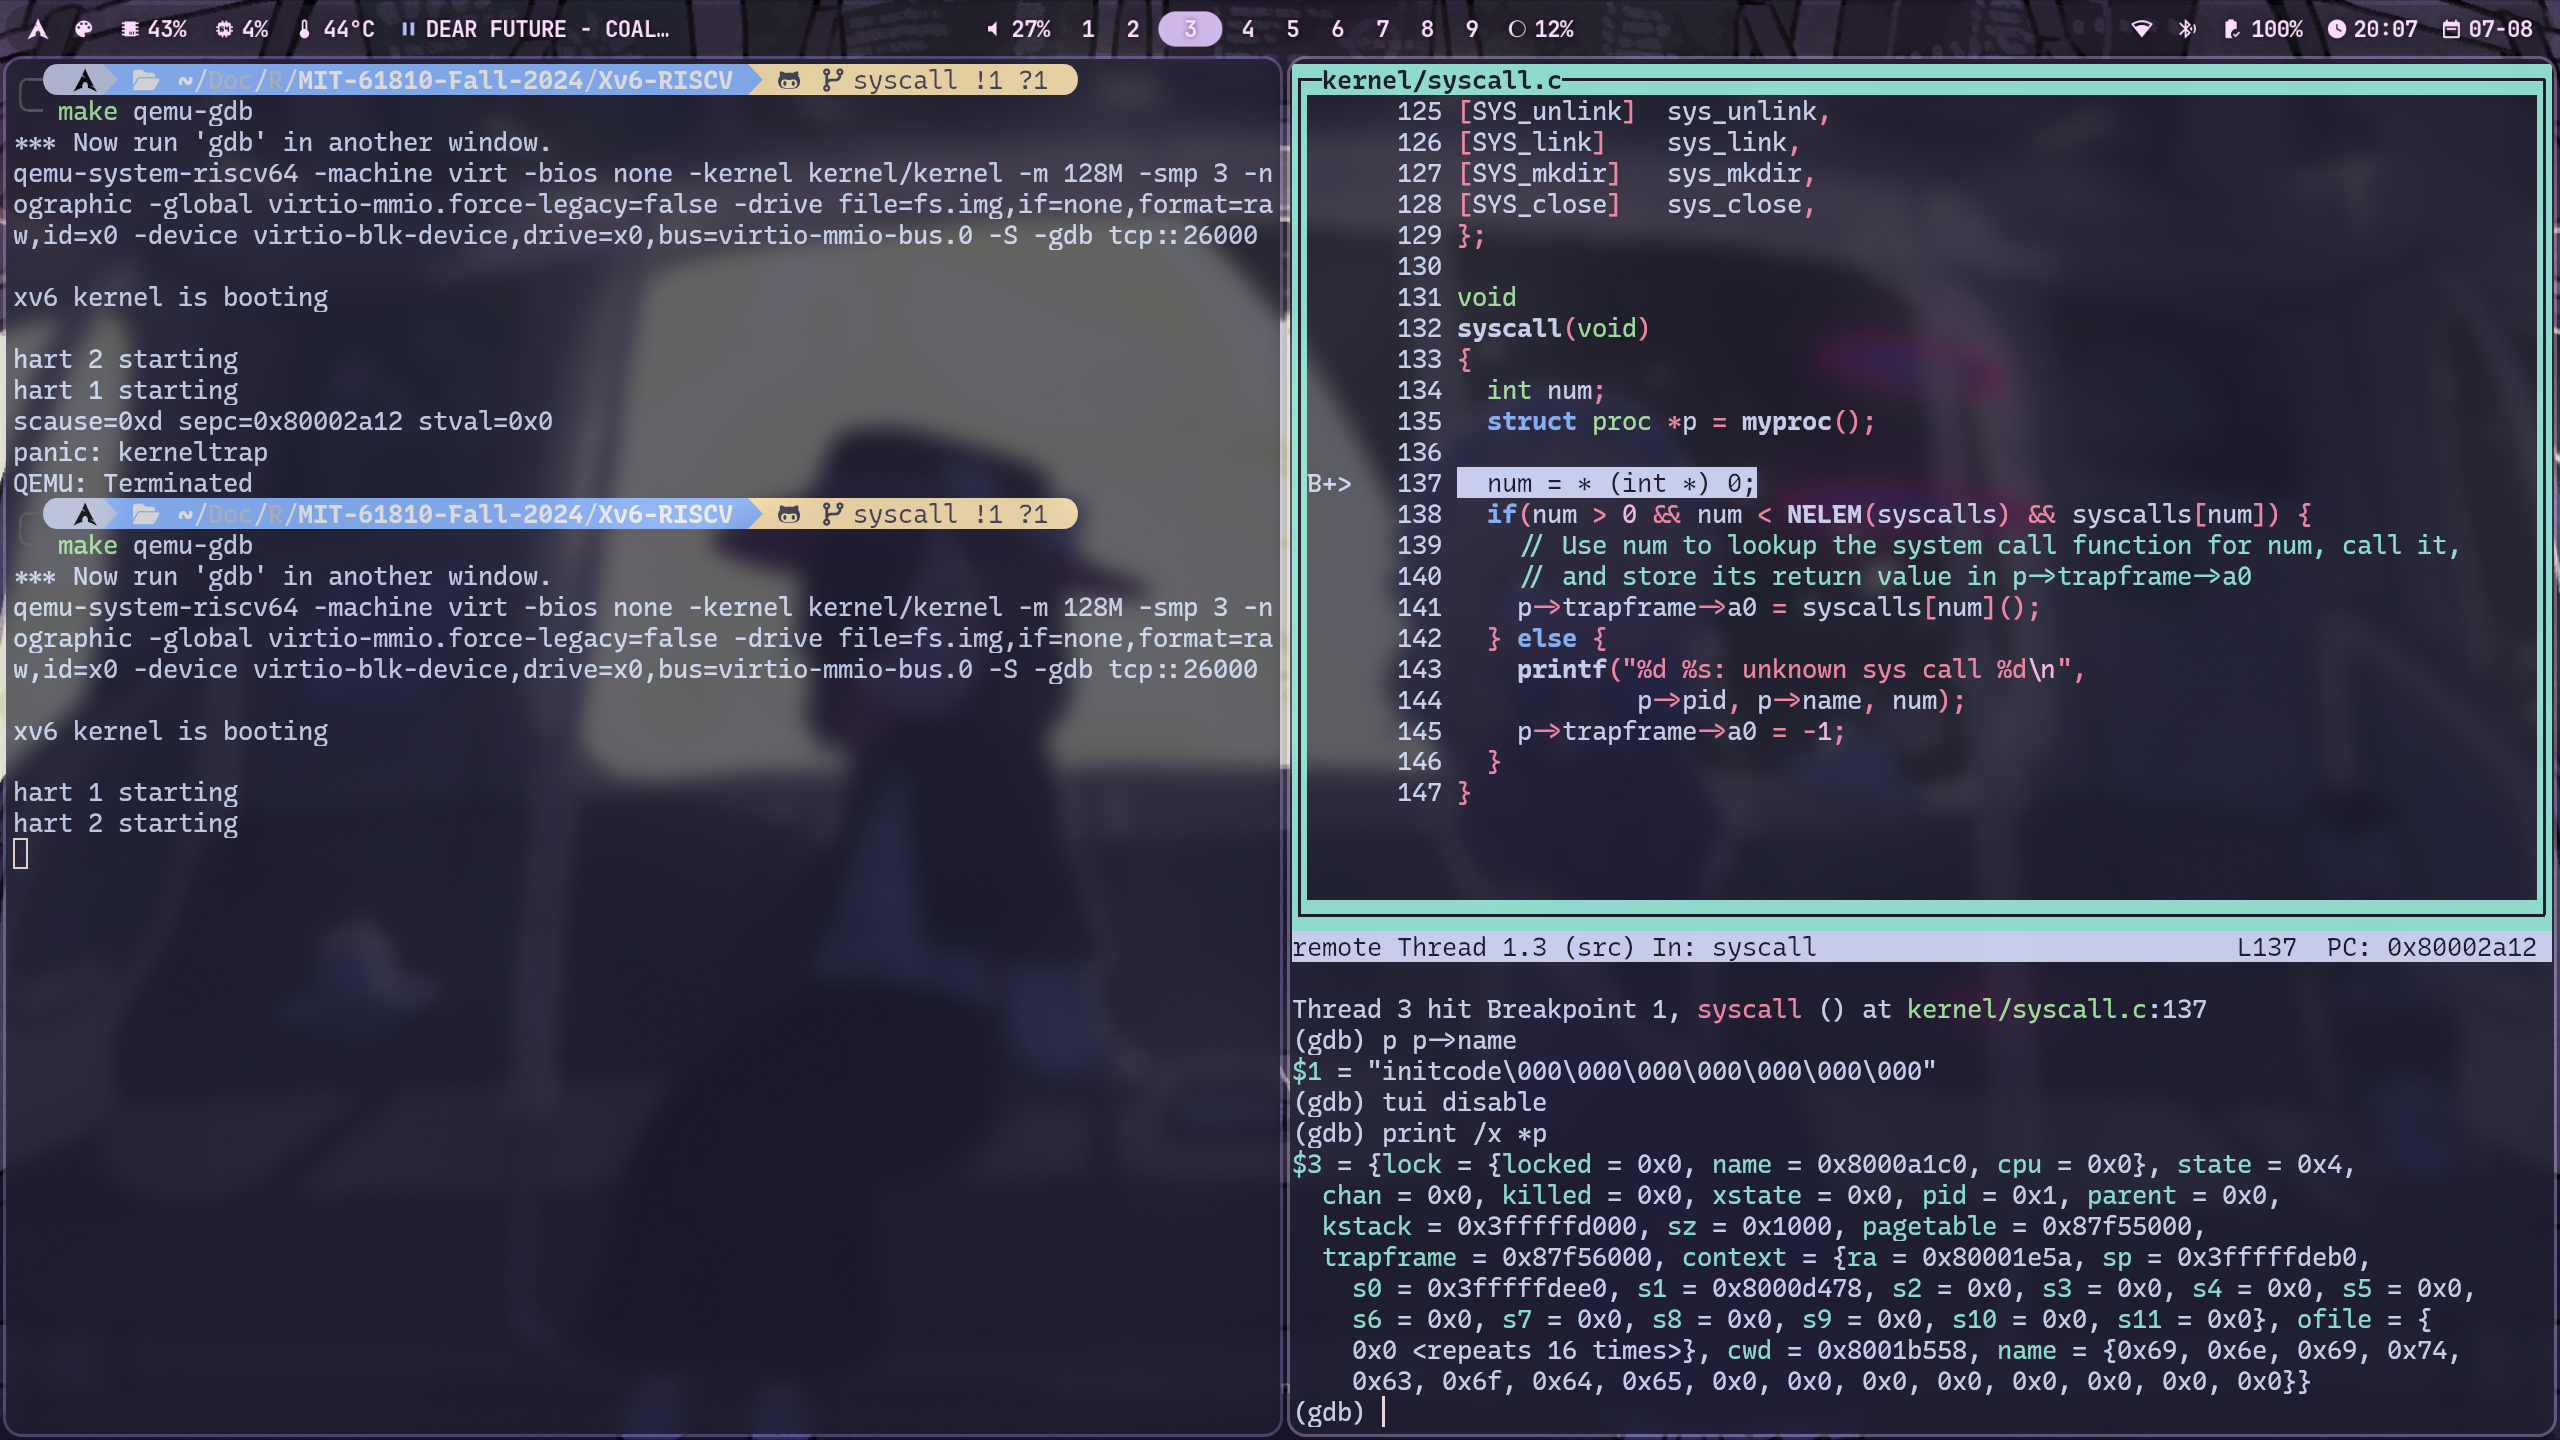 43% 4% 44°C DEAR FUTURE - COAL… 27% 1 2 3 4 5 6 7 8 9 12% 100% 20:07 07-08
~/Doc/R/MIT-61810-Fall-2024/Xv6-RISCV syscall !1 ?1
make qemu-gdb
*** Now run 'gdb' in another window.
qemu-system-riscv64 -machine virt -bios none -kernel kernel/kernel -m 128M -smp 3 -n
ographic -global virtio-mmio.force-legacy=false -drive file=fs.img,if=none,format=ra
w,id=x0 -device virtio-blk-device,drive=x0,bus=virtio-mmio-bus.0 -S -gdb tcp::26000
xv6 kernel is booting
hart 2 starting
hart 1 starting
scause=0xd sepc=0x80002a12 stval=0x0
panic: kerneltrap
QEMU: Terminated
~/Doc/R/MIT-61810-Fall-2024/Xv6-RISCV syscall !1 ?1
make qemu-gdb
*** Now run 'gdb' in another window.
qemu-system-riscv64 -machine virt -bios none -kernel kernel/kernel -m 128M -smp 3 -n
ographic -global virtio-mmio.force-legacy=false -drive file=fs.img,if=none,format=ra
w,id=x0 -device virtio-blk-device,drive=x0,bus=virtio-mmio-bus.0 -S -gdb tcp::26000
xv6 kernel is booting
hart 1 starting
hart 2 starting
kernel/syscall.c
125 [SYS_unlink]  sys_unlink,
126 [SYS_link]    sys_link,
127 [SYS_mkdir]   sys_mkdir,
128 [SYS_close]   sys_close,
129 };
130
131 void
132 syscall(void)
133 {
134   int num;
135   struct proc *p = myproc();
136
B+> 137   num = * (int *) 0;
138   if(num > 0 && num < NELEM(syscalls) && syscalls[num]) {
139     // Use num to lookup the system call function for num, call it,
140     // and store its return value in p->trapframe->a0
141     p->trapframe->a0 = syscalls[num]();
142   } else {
143     printf("%d %s: unknown sys call %d\n",
144             p->pid, p->name, num);
145     p->trapframe->a0 = -1;
146   }
147 }
remote Thread 1.3 (src) In: syscall L137 PC: 0x80002a12
Thread 3 hit Breakpoint 1, syscall () at kernel/syscall.c:137
(gdb) p p->name
$1 = "initcode\000\000\000\000\000\000\000"
(gdb) tui disable
(gdb) print /x *p
$3 = {lock = {locked = 0x0, name = 0x8000a1c0, cpu = 0x0}, state = 0x4,
chan = 0x0, killed = 0x0, xstate = 0x0, pid = 0x1, parent = 0x0,
kstack = 0x3fffffd000, sz = 0x1000, pagetable = 0x87f55000,
trapframe = 0x87f56000, context = {ra = 0x80001e5a, sp = 0x3fffffdeb0,
s0 = 0x3fffffdee0, s1 = 0x8000d478, s2 = 0x0, s3 = 0x0, s4 = 0x0, s5 = 0x0,
s6 = 0x0, s7 = 0x0, s8 = 0x0, s9 = 0x0, s10 = 0x0, s11 = 0x0}, ofile = {
0x0 <repeats 16 times>}, cwd = 0x8001b558, name = {0x69, 0x6e, 0x69, 0x74,
0x63, 0x6f, 0x64, 0x65, 0x0, 0x0, 0x0, 0x0, 0x0, 0x0, 0x0, 0x0}}
(gdb)